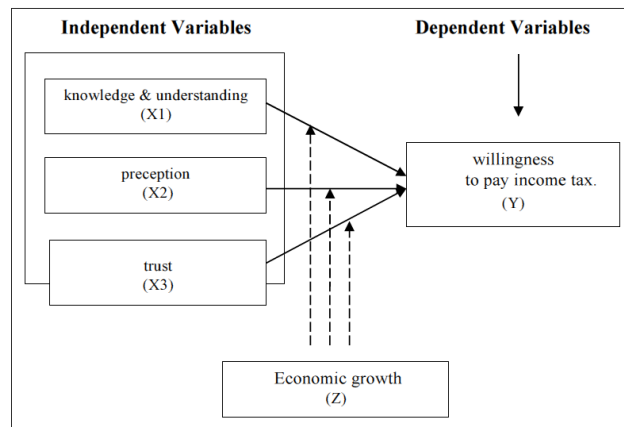 Independent Variables
Dependent Variables
knowledge & understanding
(X1)
preception
(X2)
trust
(X3)
willingness
to pay income tax.
(Y)
Economic growth
(Z)